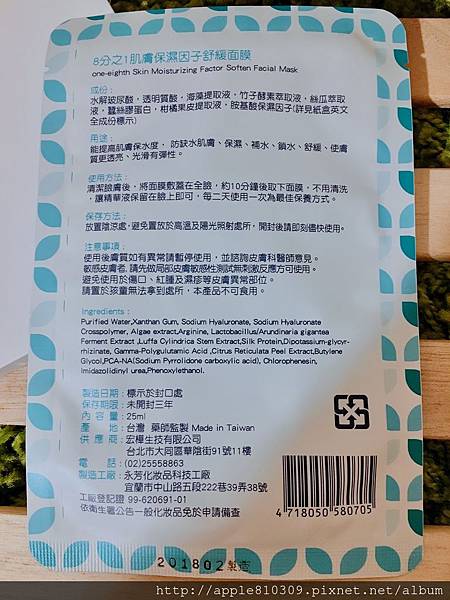 8分之1肌膚保濕因子舒緩面膜
one-eighth Skin Moisturizing Factor Soften Facial Mask
成份:
水解玻尿酸，透明質酸，海藻提取液，竹子酵素萃取液，絲瓜萃取
液，蠶絲膠蛋白，柑橘果皮提取液，胺基酸保濕因子(詳見紙盒英文
全成份標示)
用途:
能提高肌膚保水度， 防缺水肌膚、保濕、補水、鎖水、舒緩、使膚
質更透亮、光滑有彈性。
使用方法:
清潔臉膚後，將面膜敷蓋在全臉，約10分鐘後取下面膜，不用清洗
，讓精華液保留在臉上即可，每二天使用一次為最佳保養方式。
保存方法:
放置陰涼處,避免置放於高溫及陽光照射處所，開封後請即刻儘快使用。
注意事項:
使用後膚質如有異常請暫停使用，並諮詢皮膚科醫師意見。
敏感皮膚者, 請先做局部皮膚敏感性測試無刺激反應方可使用。
避免使用於傷口、紅腫及濕疹等皮膚異常部位。
請置於孩童無法拿到處所，本產品不可食用。
Ingredients:
Purified Water,Xanthan Gum, Sodium Hyaluronate, Sodium Hyaluronate
Crosspolymer, Algae extract,Arginine, Lactobacillus/Arundinaria gigantea
Ferment Extract ,Luffa Cylindrica Stem Extract,Silk Protein,Dipotassium-glycyr-
rhizinate, Gamma-Polyglutamic Acid ,Citrus Reticulata Peel Extract,Butylene
Glycol,PCA-NA(Sodium Pyrrolidone carboxylic acid), Chlorophenesin,
Imidazolidinyl urea,Phenoxylethanol.
製造日期：標示於封口處
保存期限：未開封三年
內 容 量：25ml
產 地：台灣 藥師監製 Made in Taiwan
供 應 商：宏樺生技有限公司
台北市大同區華陰街91號11樓
電 話：(02)25558863
製造工廠：永芳化妝品科技工廠
宜蘭市中山路五段222巷39弄38號
工廠登記證 99-620691-01
依衛生署公告一般化妝品免於申請備查
4 718050 580705
201802製造
http://apple810309.pixnet.net/album